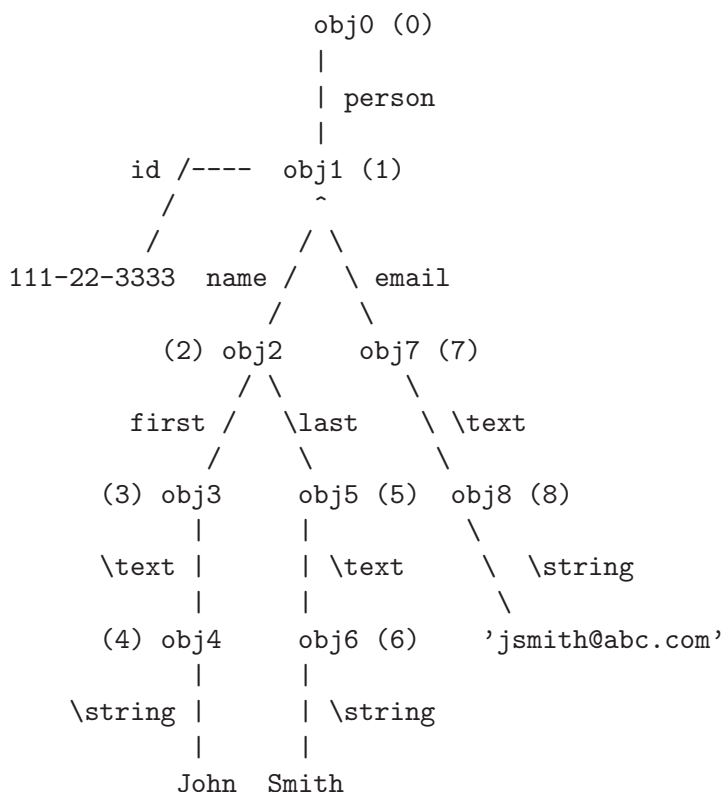 obj0 (0)
|
| person
|
id /---- obj1 (1)
/ ^
/ / \
111-22-3333 name / \ email
/ \
(2) obj2 obj7 (7)
/ \ \
first / \last \ \text
/ \ \
(3) obj3 obj5 (5) obj8 (8)
| | \
\text | | \text \ \string
| | \
(4) obj4 obj6 (6) 'jsmith@abc.com'
| |
\string | | \string
| |
John Smith